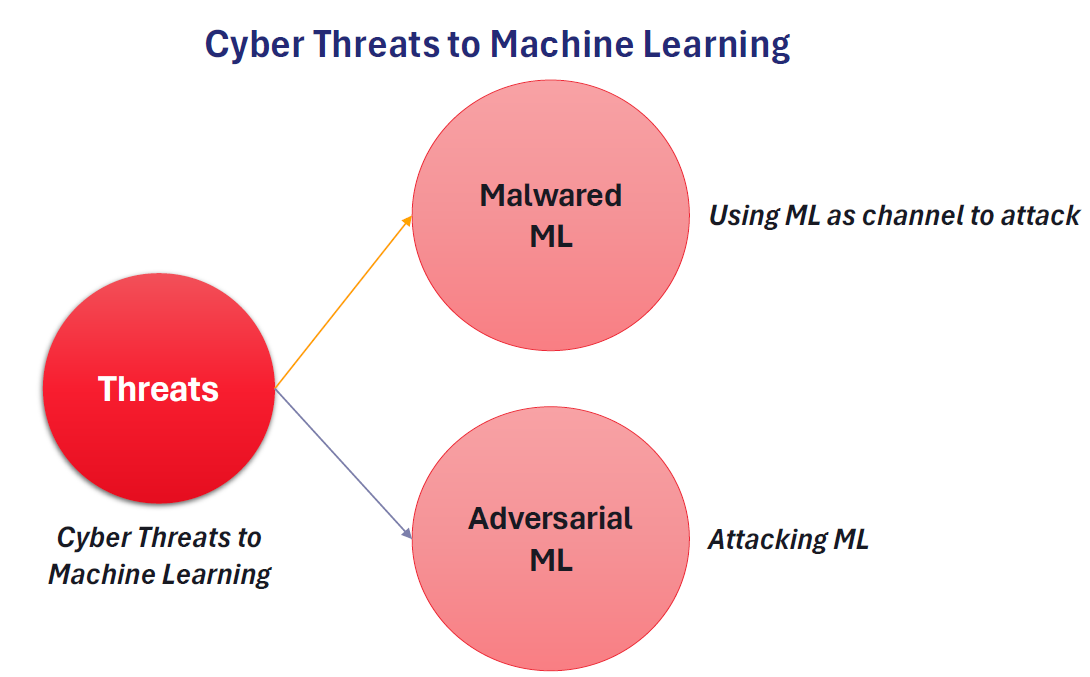 Cyber Threats to Machine Learning
Malwared
ML
Using ML as channel to attack
Threats
Cyber Threats to
Machine Learning
Adversarial
ML
Attacking ML